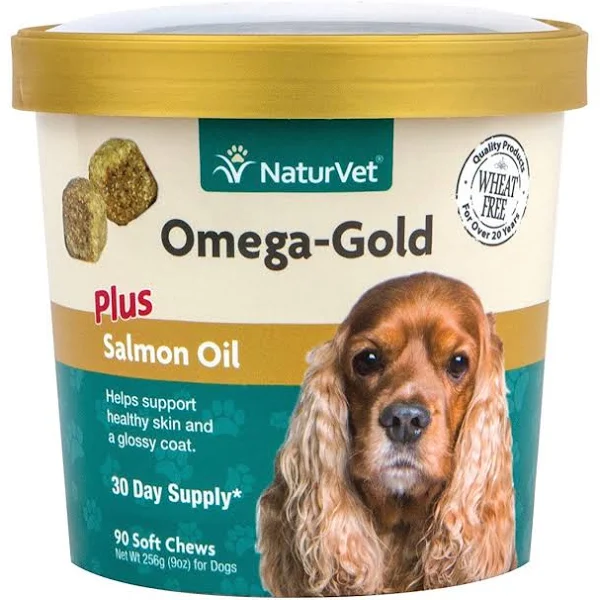 NaturVet®
Quality Products
WHEAT
FREE
For Over 20 Years
Omega-Gold
Plus
Salmon Oil
Helps support
healthy skin and
a glossy coat.
30 Day Supply*
90 Soft Chews
Net Wt 256g (9oz) for Dogs